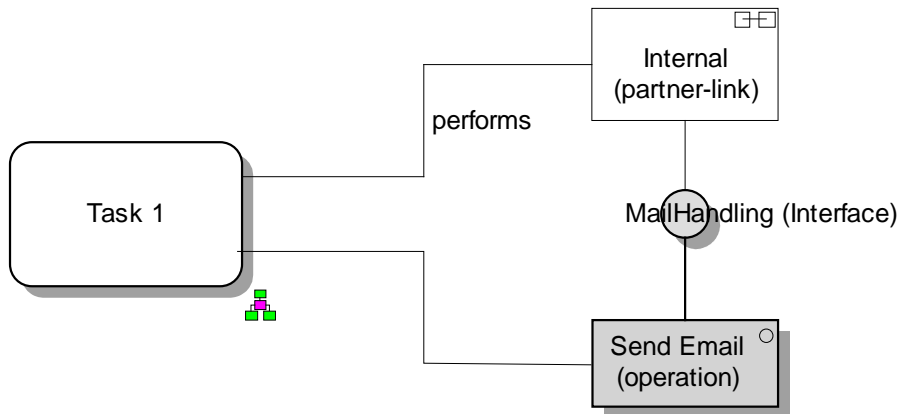 Internal
(partner-link)
performs
Task 1
MailHandling (Interface)
Send Email
(operation)